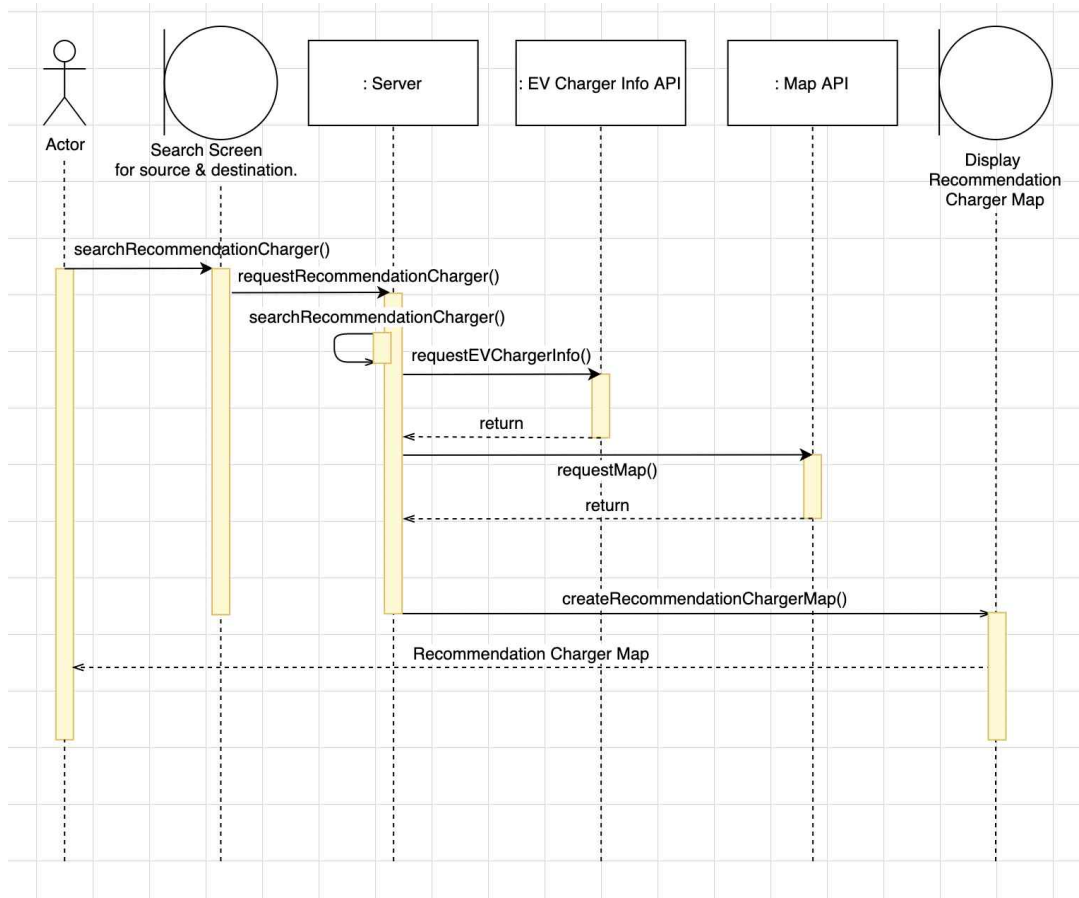 : Server
: EV Charger Info API
: Map API
Actor
Search Screen
for source & destination.
Display
Recommendation
Charger Map
searchRecommendationCharger()
requestRecommendationCharger()
searchRecommendationCharger()
requestEVChargerInfo()
return
requestMap()
return
createRecommendationChargerMap()
Recommendation Charger Map